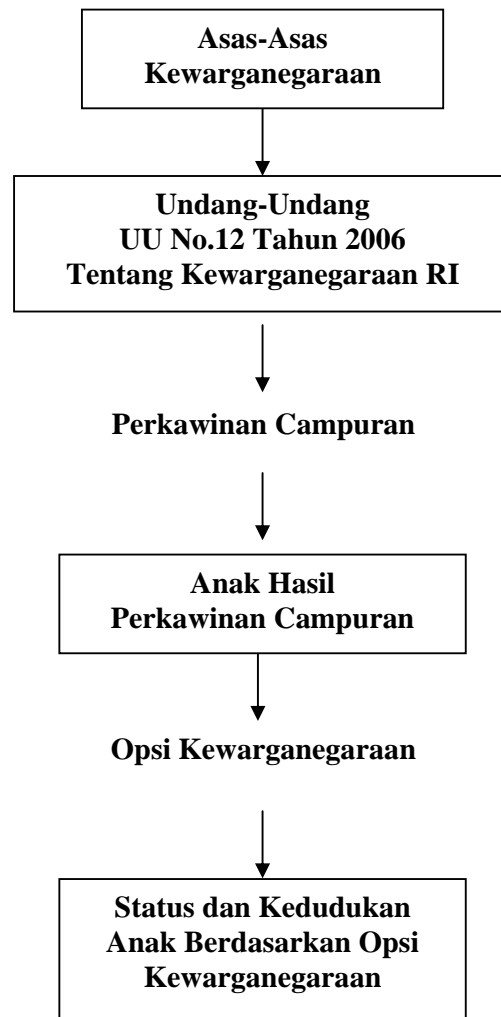 Asas-Asas
Kewarganegaraan
Undang-Undang
UU No.12 Tahun 2006
Tentang Kewarganegaraan RI
Perkawinan Campuran
Anak Hasil
Perkawinan Campuran
Opsi Kewarganegaraan
Status dan Kedudukan
Anak Berdasarkan Opsi
Kewarganegaraan